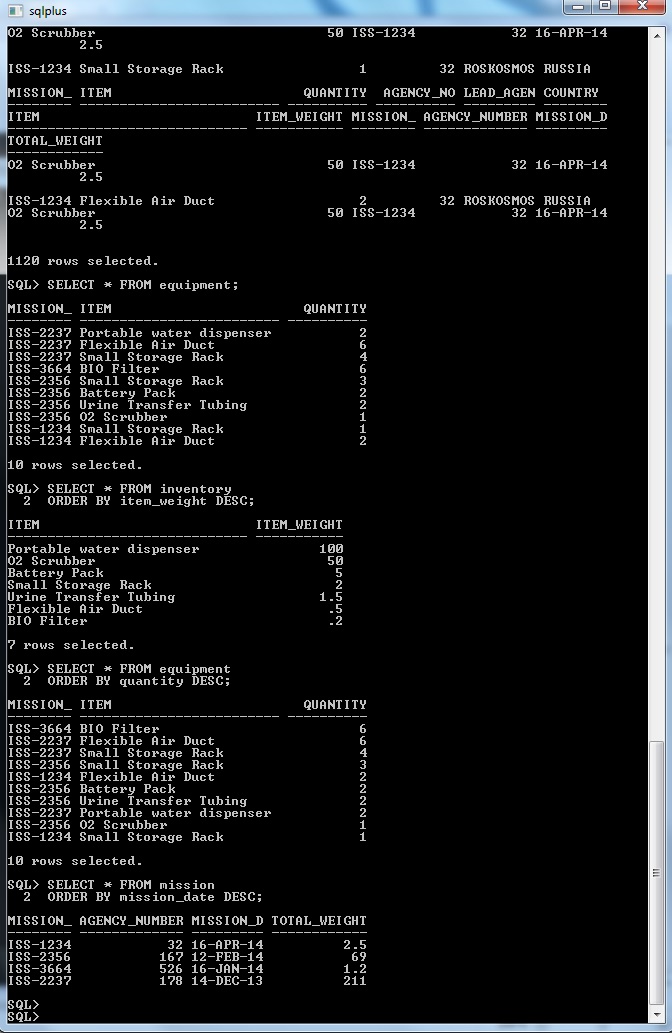 sqlplus
O2 Scrubber 50 ISS-1234 32 16-APR-14
2.5
ISS-1234 Small Storage Rack 1 32 ROSKOSMOS RUSSIA
MISSION_ ITEM QUANTITY AGENCY_NO LEAD_AGEN COUNTRY
ITEM ITEM_WEIGHT MISSION_ AGENCY_NUMBER MISSION_D
TOTAL_WEIGHT
O2 Scrubber 50 ISS-1234 32 16-APR-14
2.5
ISS-1234 Flexible Air Duct 2 32 ROSKOSMOS RUSSIA
O2 Scrubber 50 ISS-1234 32 16-APR-14
2.5
1120 rows selected.
SQL> SELECT * FROM equipment;
MISSION_ ITEM QUANTITY
ISS-2237 Portable water dispenser 2
ISS-2237 Flexible Air Duct 6
ISS-2237 Small Storage Rack 4
ISS-3664 BIO Filter 6
ISS-2356 Small Storage Rack 3
ISS-2356 Battery Pack 2
ISS-2356 Urine Transfer Tubing 2
ISS-2356 O2 Scrubber 1
ISS-1234 Small Storage Rack 1
ISS-1234 Flexible Air Duct 2
10 rows selected.
SQL> SELECT * FROM inventory
2 ORDER BY item_weight DESC;
ITEM ITEM_WEIGHT
Portable water dispenser 100
O2 Scrubber 50
Battery Pack 5
Small Storage Rack 2
Urine Transfer Tubing 1.5
Flexible Air Duct .5
BIO Filter .2
7 rows selected.
SQL> SELECT * FROM equipment
2 ORDER BY quantity DESC;
MISSION_ ITEM QUANTITY
ISS-3664 BIO Filter 6
ISS-2237 Flexible Air Duct 6
ISS-2237 Small Storage Rack 4
ISS-2356 Small Storage Rack 3
ISS-1234 Flexible Air Duct 2
ISS-2356 Battery Pack 2
ISS-2356 Urine Transfer Tubing 2
ISS-2237 Portable water dispenser 2
ISS-2356 O2 Scrubber 1
ISS-1234 Small Storage Rack 1
10 rows selected.
SQL> SELECT * FROM mission
2 ORDER BY mission_date DESC;
MISSION_ AGENCY_NUMBER MISSION_D TOTAL_WEIGHT
ISS-1234 32 16-APR-14 2.5
ISS-2356 167 12-FEB-14 69
ISS-3664 526 16-JAN-14 1.2
ISS-2237 178 14-DEC-13 211
SQL>
SQL>